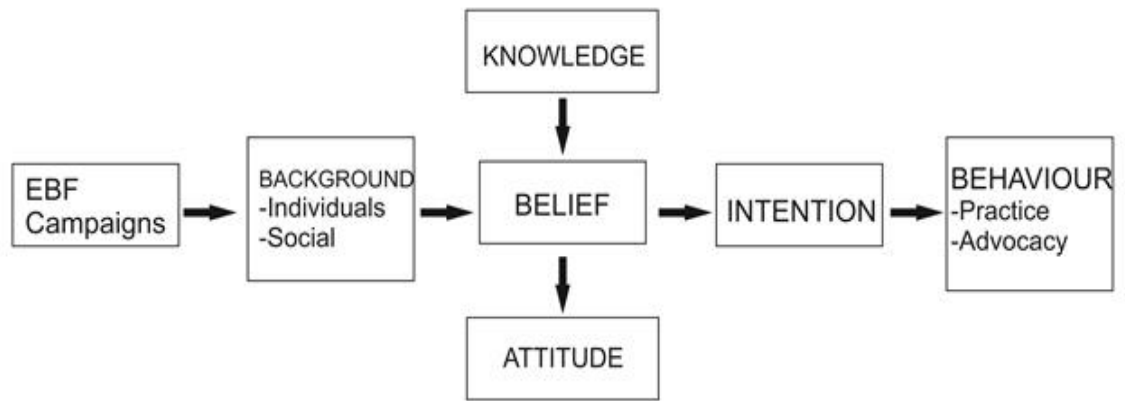 KNOWLEDGE
EBF
Campaigns
BACKGROUND
-Individuals
-Social
BELIEF
INTENTION
BEHAVIOUR
-Practice
-Advocacy
ATTITUDE